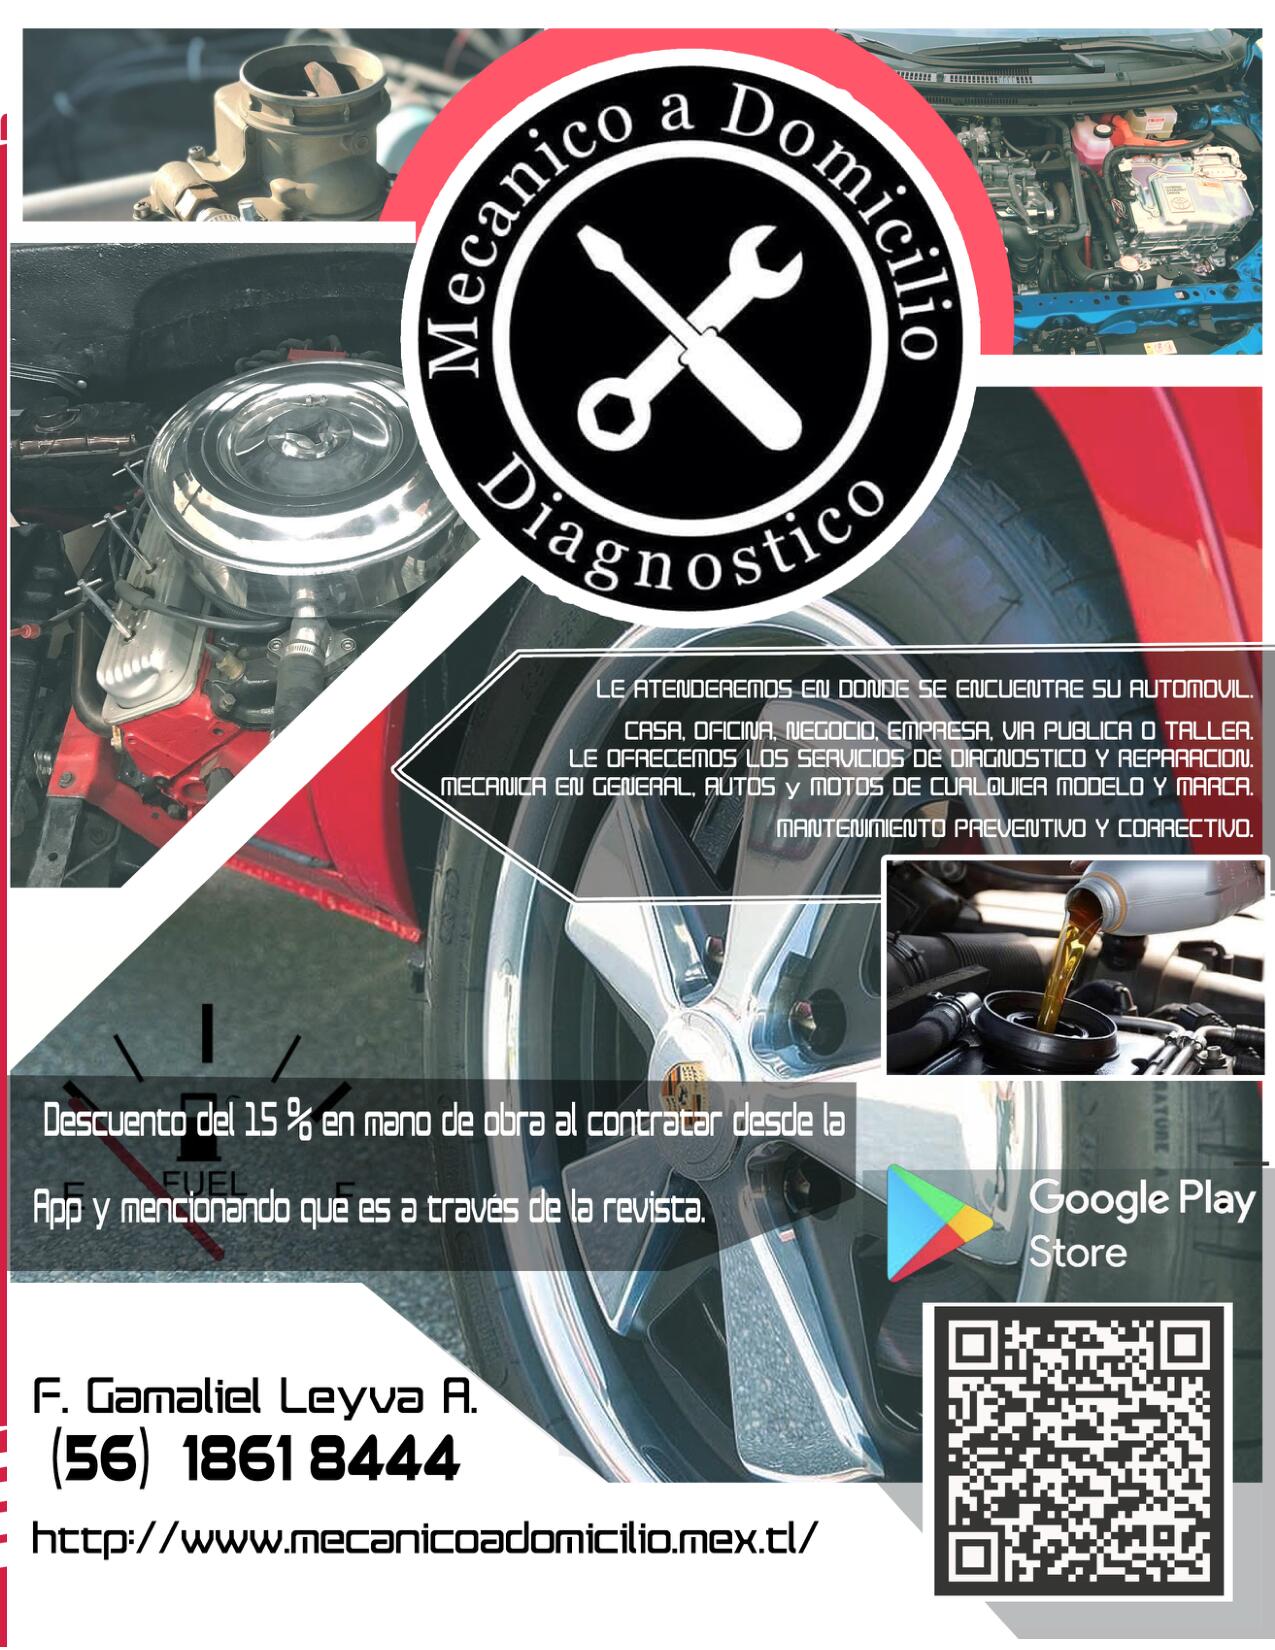 Mecanico a Domicilio
Diagnostico
LE ATENDEREMOS EN DONDE SE ENCUENTRE SU AUTOMOVIL.
CASA, OFICINA, NEGOCIO, EMPRESA, VIA PUBLICA O TALLER.
LE OFRECEMOS LOS SERVICIOS DE DIAGNOSTICO Y REPARACION.
MECANICA EN GENERAL, AUTOS y MOTOS DE CUALQUIER MODELO Y MARCA.
MANTENIMIENTO PREVENTIVO Y CORRECTIVO.
Descuento del 15 % en mano de obra al contratar desde la
FUEL
E F
App y mencionando que es a través de la revista.
Google Play
Store
F. Gamaliel Leyva A.
(56) 1861 8444
http://www.mecanicoadomicilio.mex.tl/